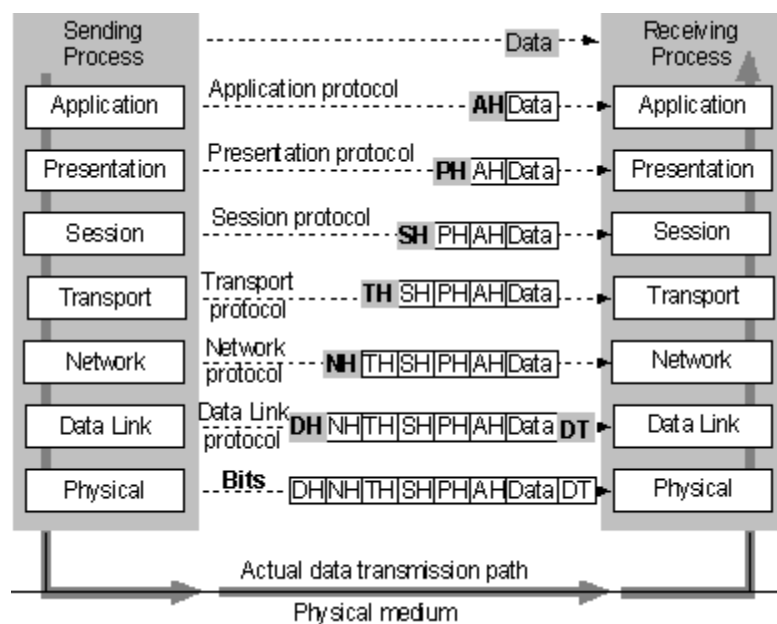 Sending Process
Data
Receiving Process
Application
Application protocol
AH Data
Application
Presentation
Presentation protocol
PH AH Data
Presentation
Session
Session protocol
SH PH AH Data
Session
Transport
Transport protocol
TH SH PH AH Data
Transport
Network
Network protocol
NH TH SH PH AH Data
Network
Data Link
Data Link protocol
DH NH TH SH PH AH Data DT
Data Link
Physical
Bits
DH NH TH SH PH AH Data DT
Physical
Actual data transmission path
Physical medium